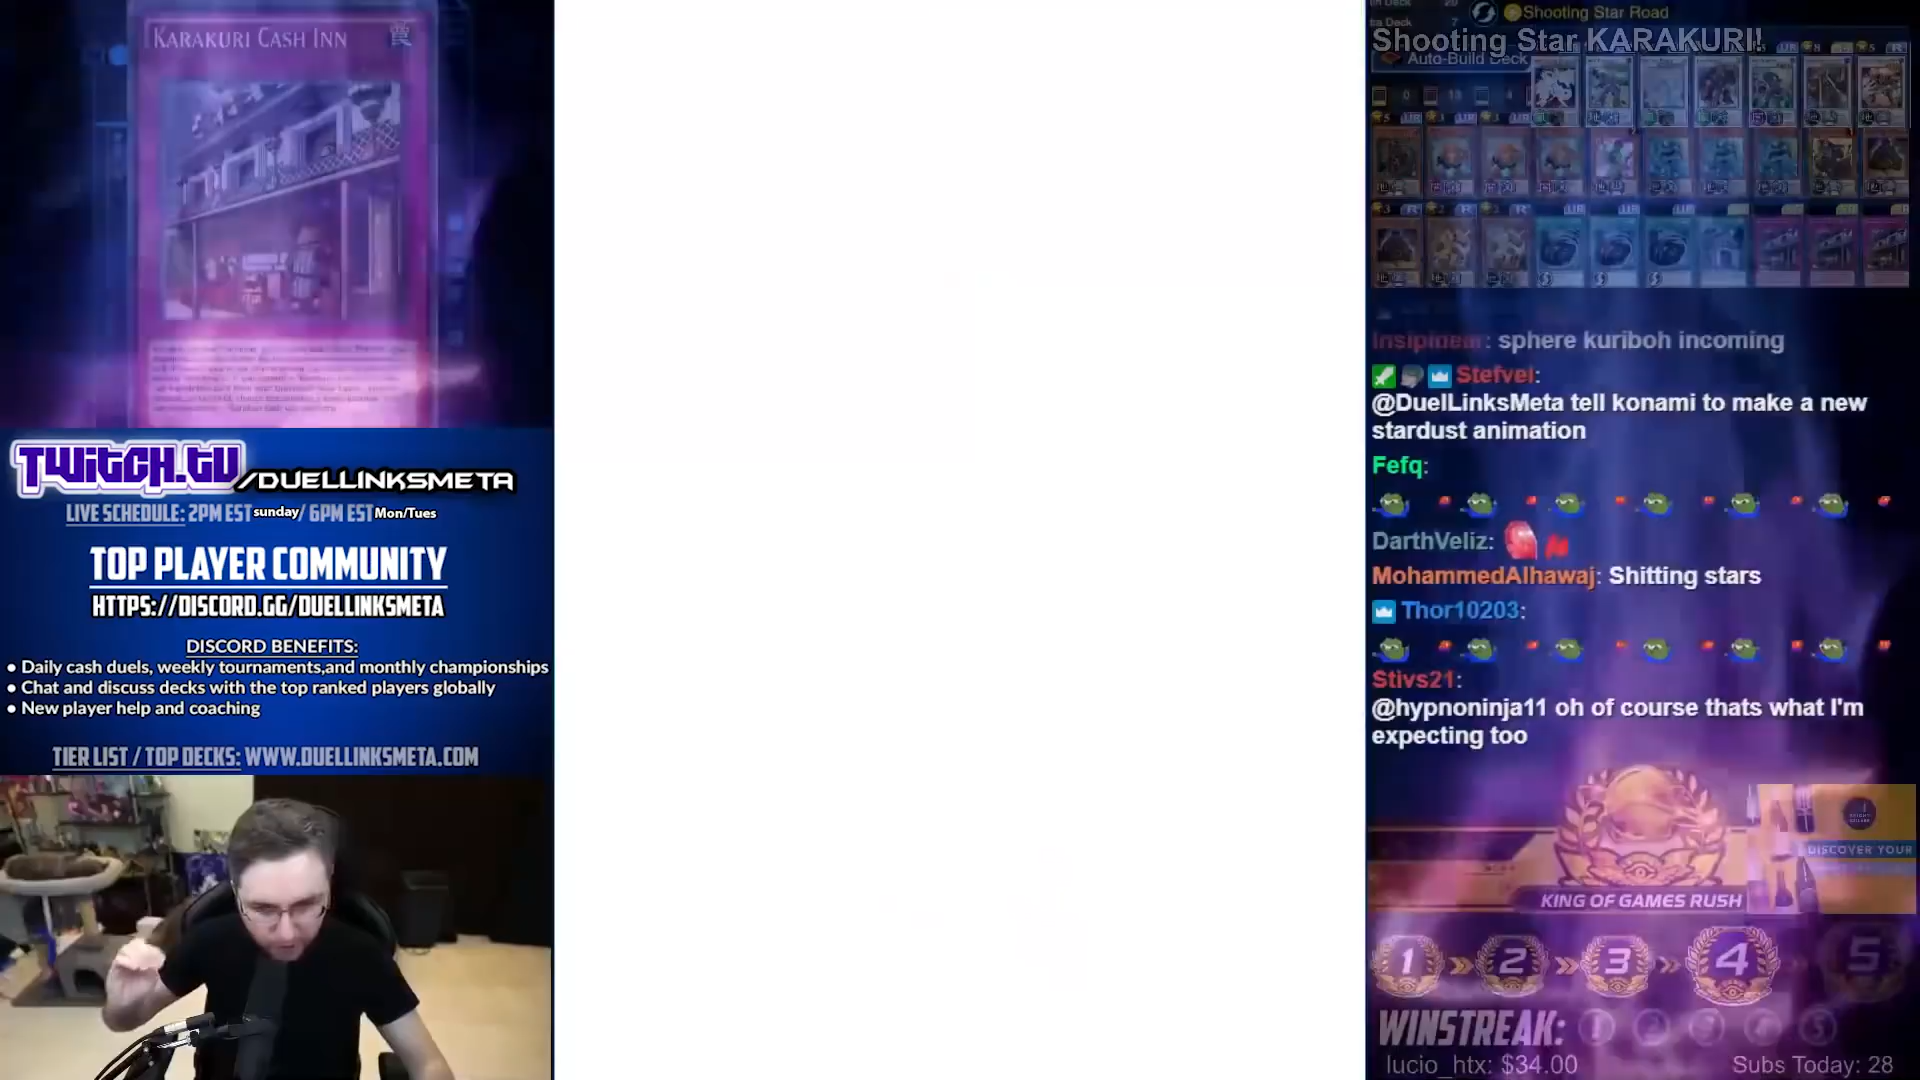 KARAKURI CASH INN
TWITCH.TV/DUELLINKSMETA
LIVE SCHEDULE: 2PM EST sunday/ 6PM EST Mon/Tues
TOP PLAYER COMMUNITY
HTTPS://DISCORD.GG/DUELLINKSMETA
DISCORD BENEFITS:
• Daily cash duels, weekly tournaments,and monthly championships
• Chat and discuss decks with the top ranked players globally
• New player help and coaching
TIER LIST / TOP DECKS: WWW.DUELLINKSMETA.COM
Shooting Star Road
Shooting Star KARAKURI!
Auto-Build Deck
: sphere kuriboh incoming
Stefvel:
@DuelLinksMeta tell konami to make a new
stardust animation
Fefq:
DarthVeliz:
MohammedAlhawaj: Shitting stars
Thor10203:
Stivs21:
@hypnoninja11 oh of course thats what I'm
expecting too
DISCOVER YOUR
KING OF GAMES RUSH
1 » 2 » 3 » 4 5
WINSTREAK: 1 2 3 4 5
lucio_htx: $34.00
Subs Today: 28